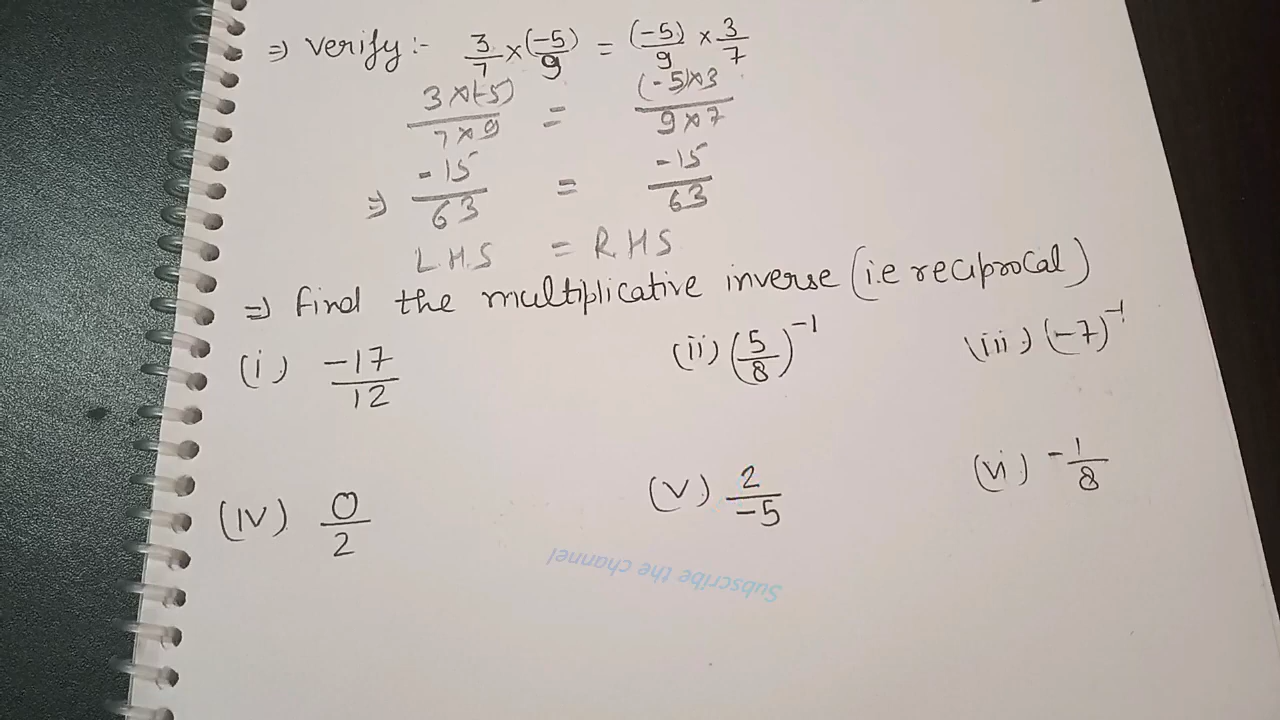 ⇒ Verify :- 3/7 × (-5)/9 = (-5)/9 × 3/7
3×(-5)/7×9 = (-5)×3/9×7
⇒ -15/63 = -15/63
L.H.S = R.H.S
⇒ find the multiplicative inverse (i.e reciprocal)
(i) -17/12 (ii) (5/8)⁻¹ (iii) (-7)⁻¹
(IV) 0/2 (V) 2/-5 (vi) -1/8
Subscribe the channel